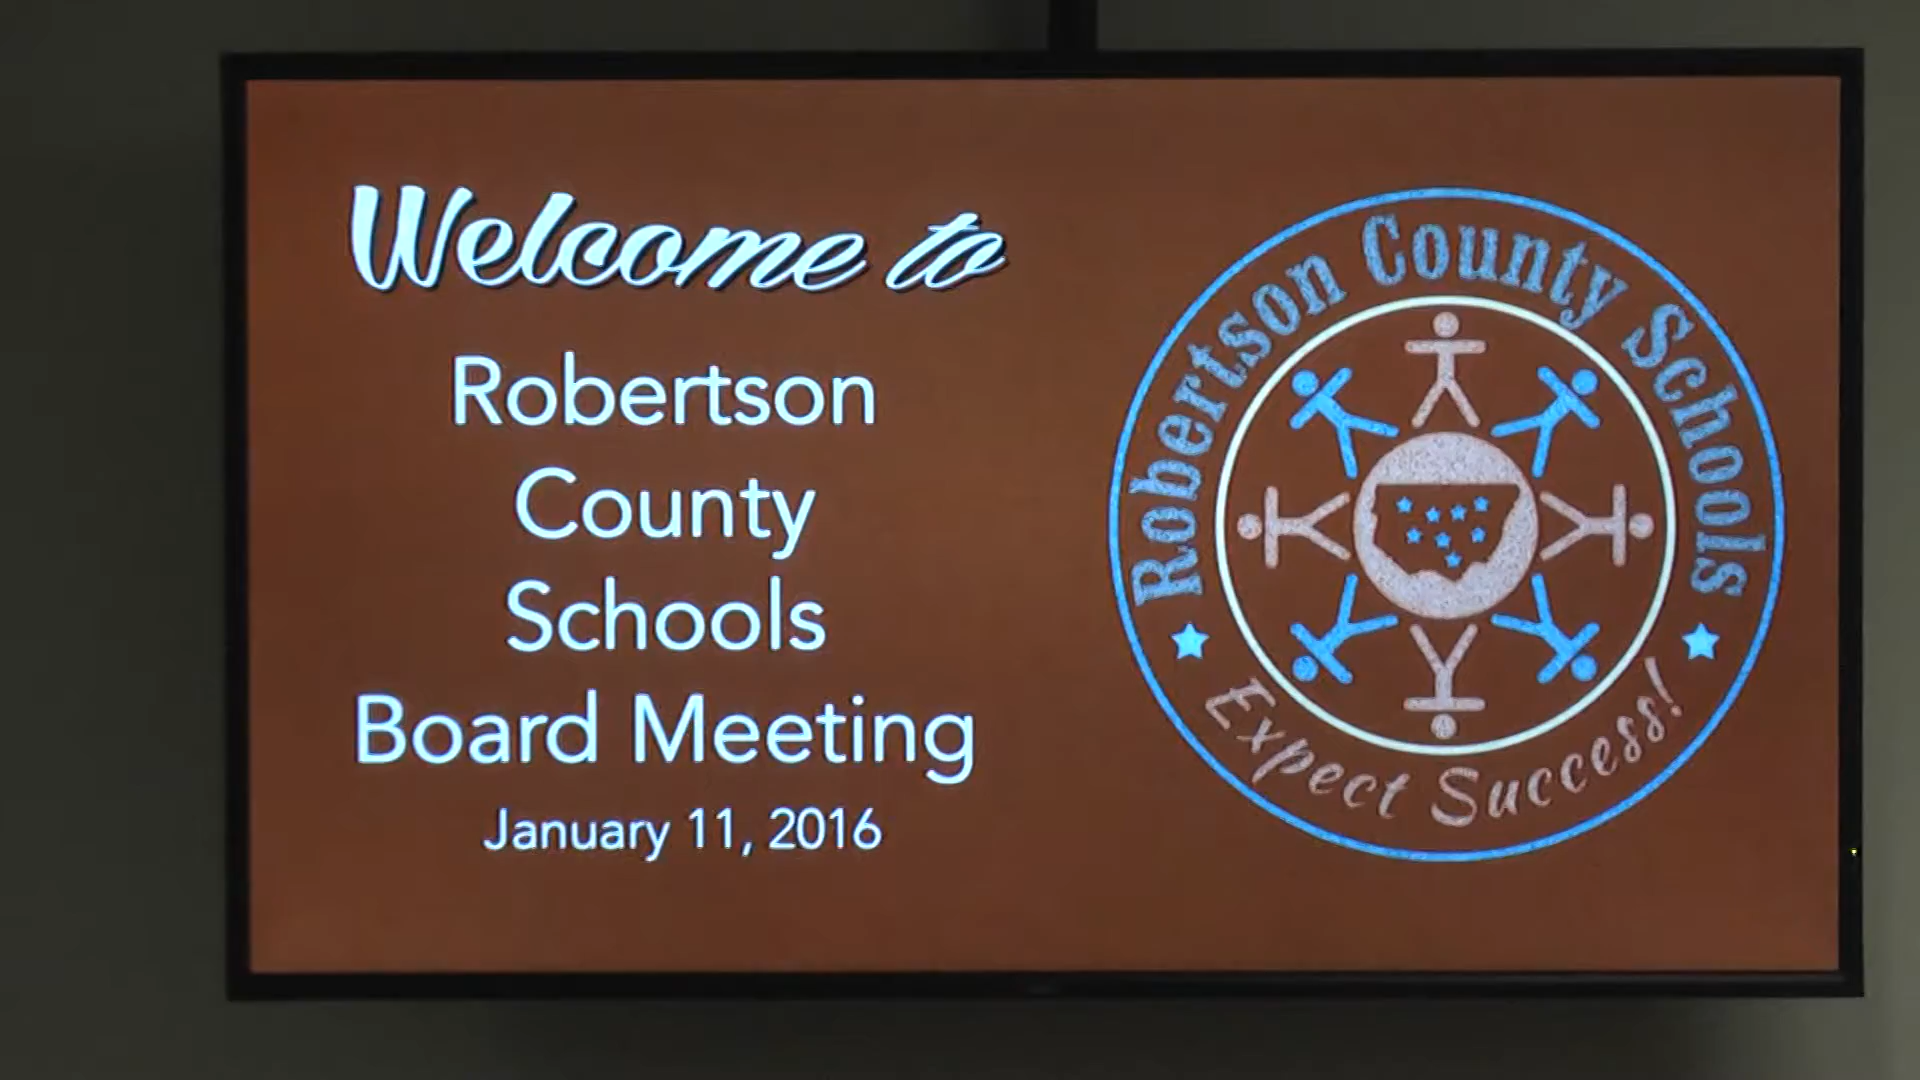 Welcome to
Robertson
County
Schools
Board Meeting
January 11, 2016
Robertson County Schools
Expect Success!